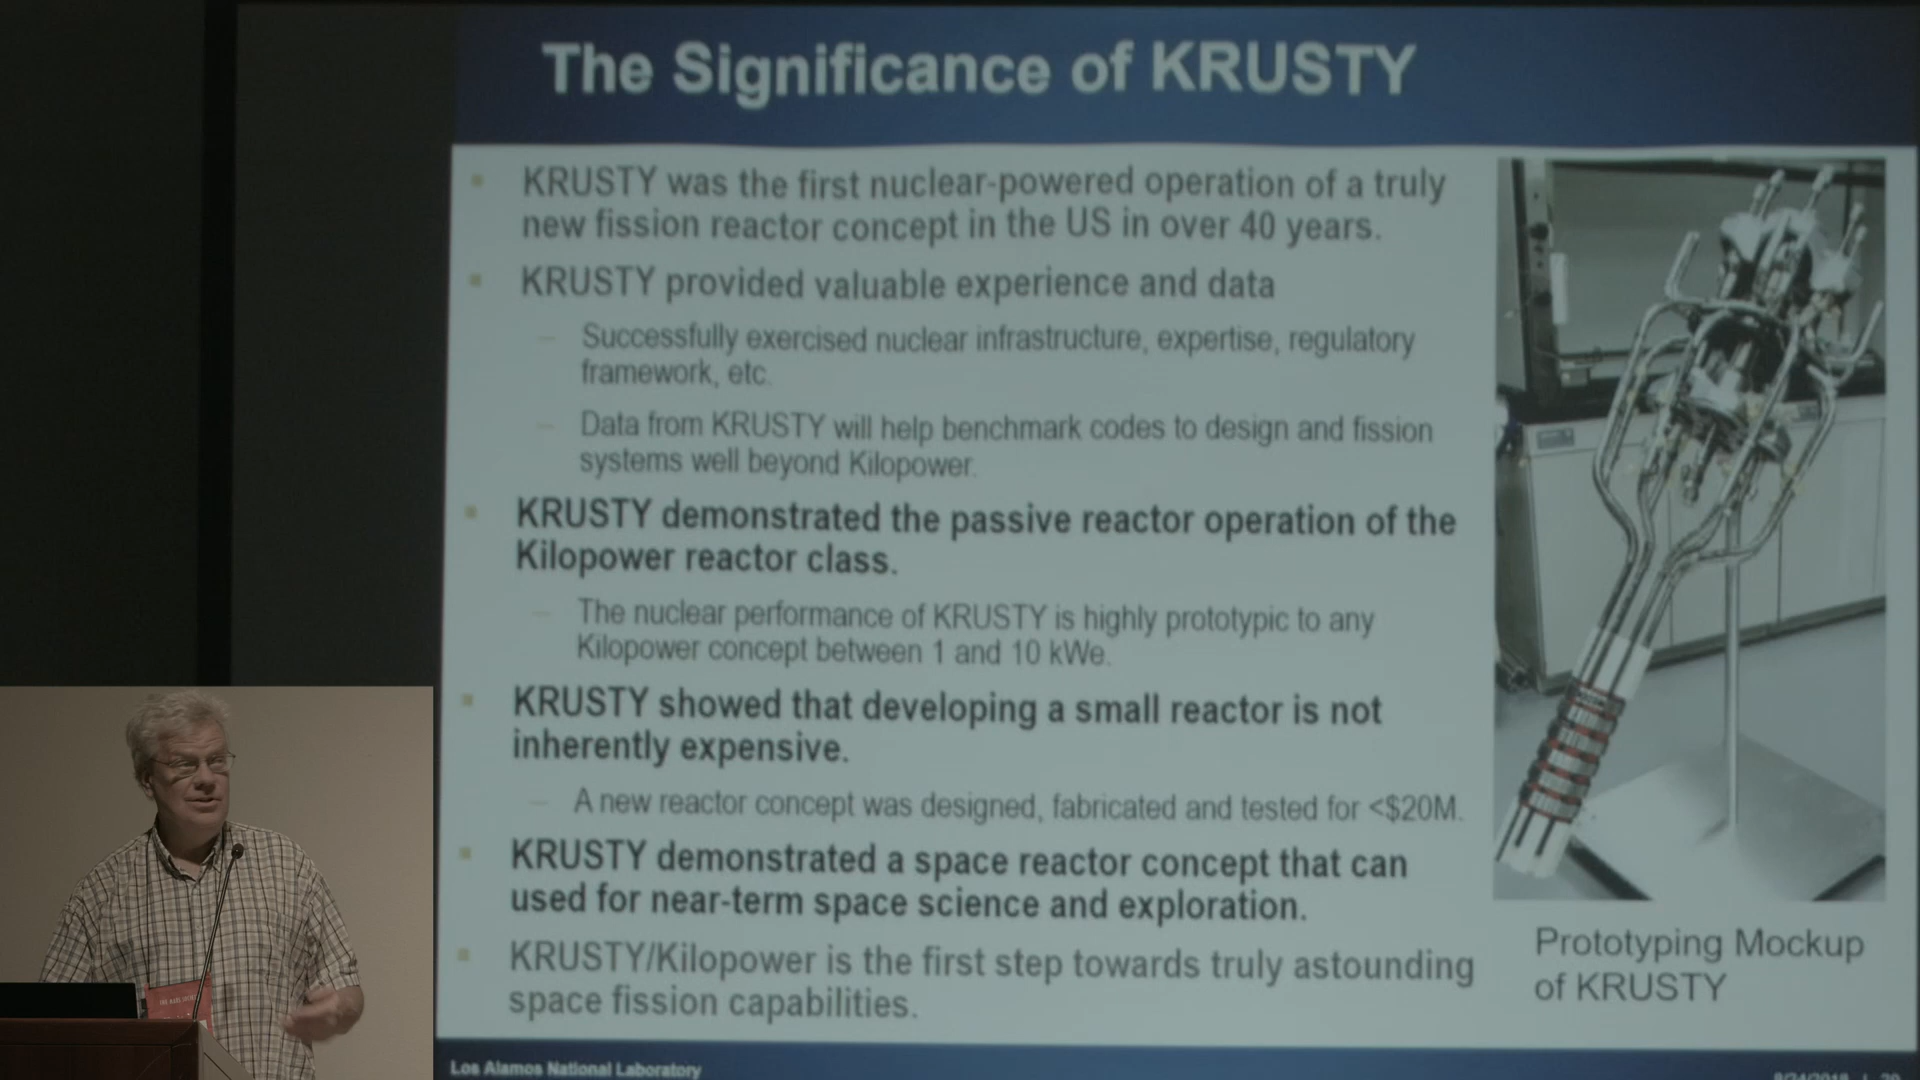 The Significance of KRUSTY
KRUSTY was the first nuclear-powered operation of a truly
new fission reactor concept in the US in over 40 years.
KRUSTY provided valuable experience and data
Successfully exercised nuclear infrastructure, expertise, regulatory
framework, etc.
Data from KRUSTY will help benchmark codes to design and fission
systems well beyond Kilopower.
KRUSTY demonstrated the passive reactor operation of the
Kilopower reactor class.
The nuclear performance of KRUSTY is highly prototypic to any
Kilopower concept between 1 and 10 kWe.
KRUSTY showed that developing a small reactor is not
inherently expensive.
A new reactor concept was designed, fabricated and tested for <$20M.
KRUSTY demonstrated a space reactor concept that can
used for near-term space science and exploration.
KRUSTY/Kilopower is the first step towards truly astounding
space fission capabilities.
Prototyping Mockup
of KRUSTY
Los Alamos National Laboratory